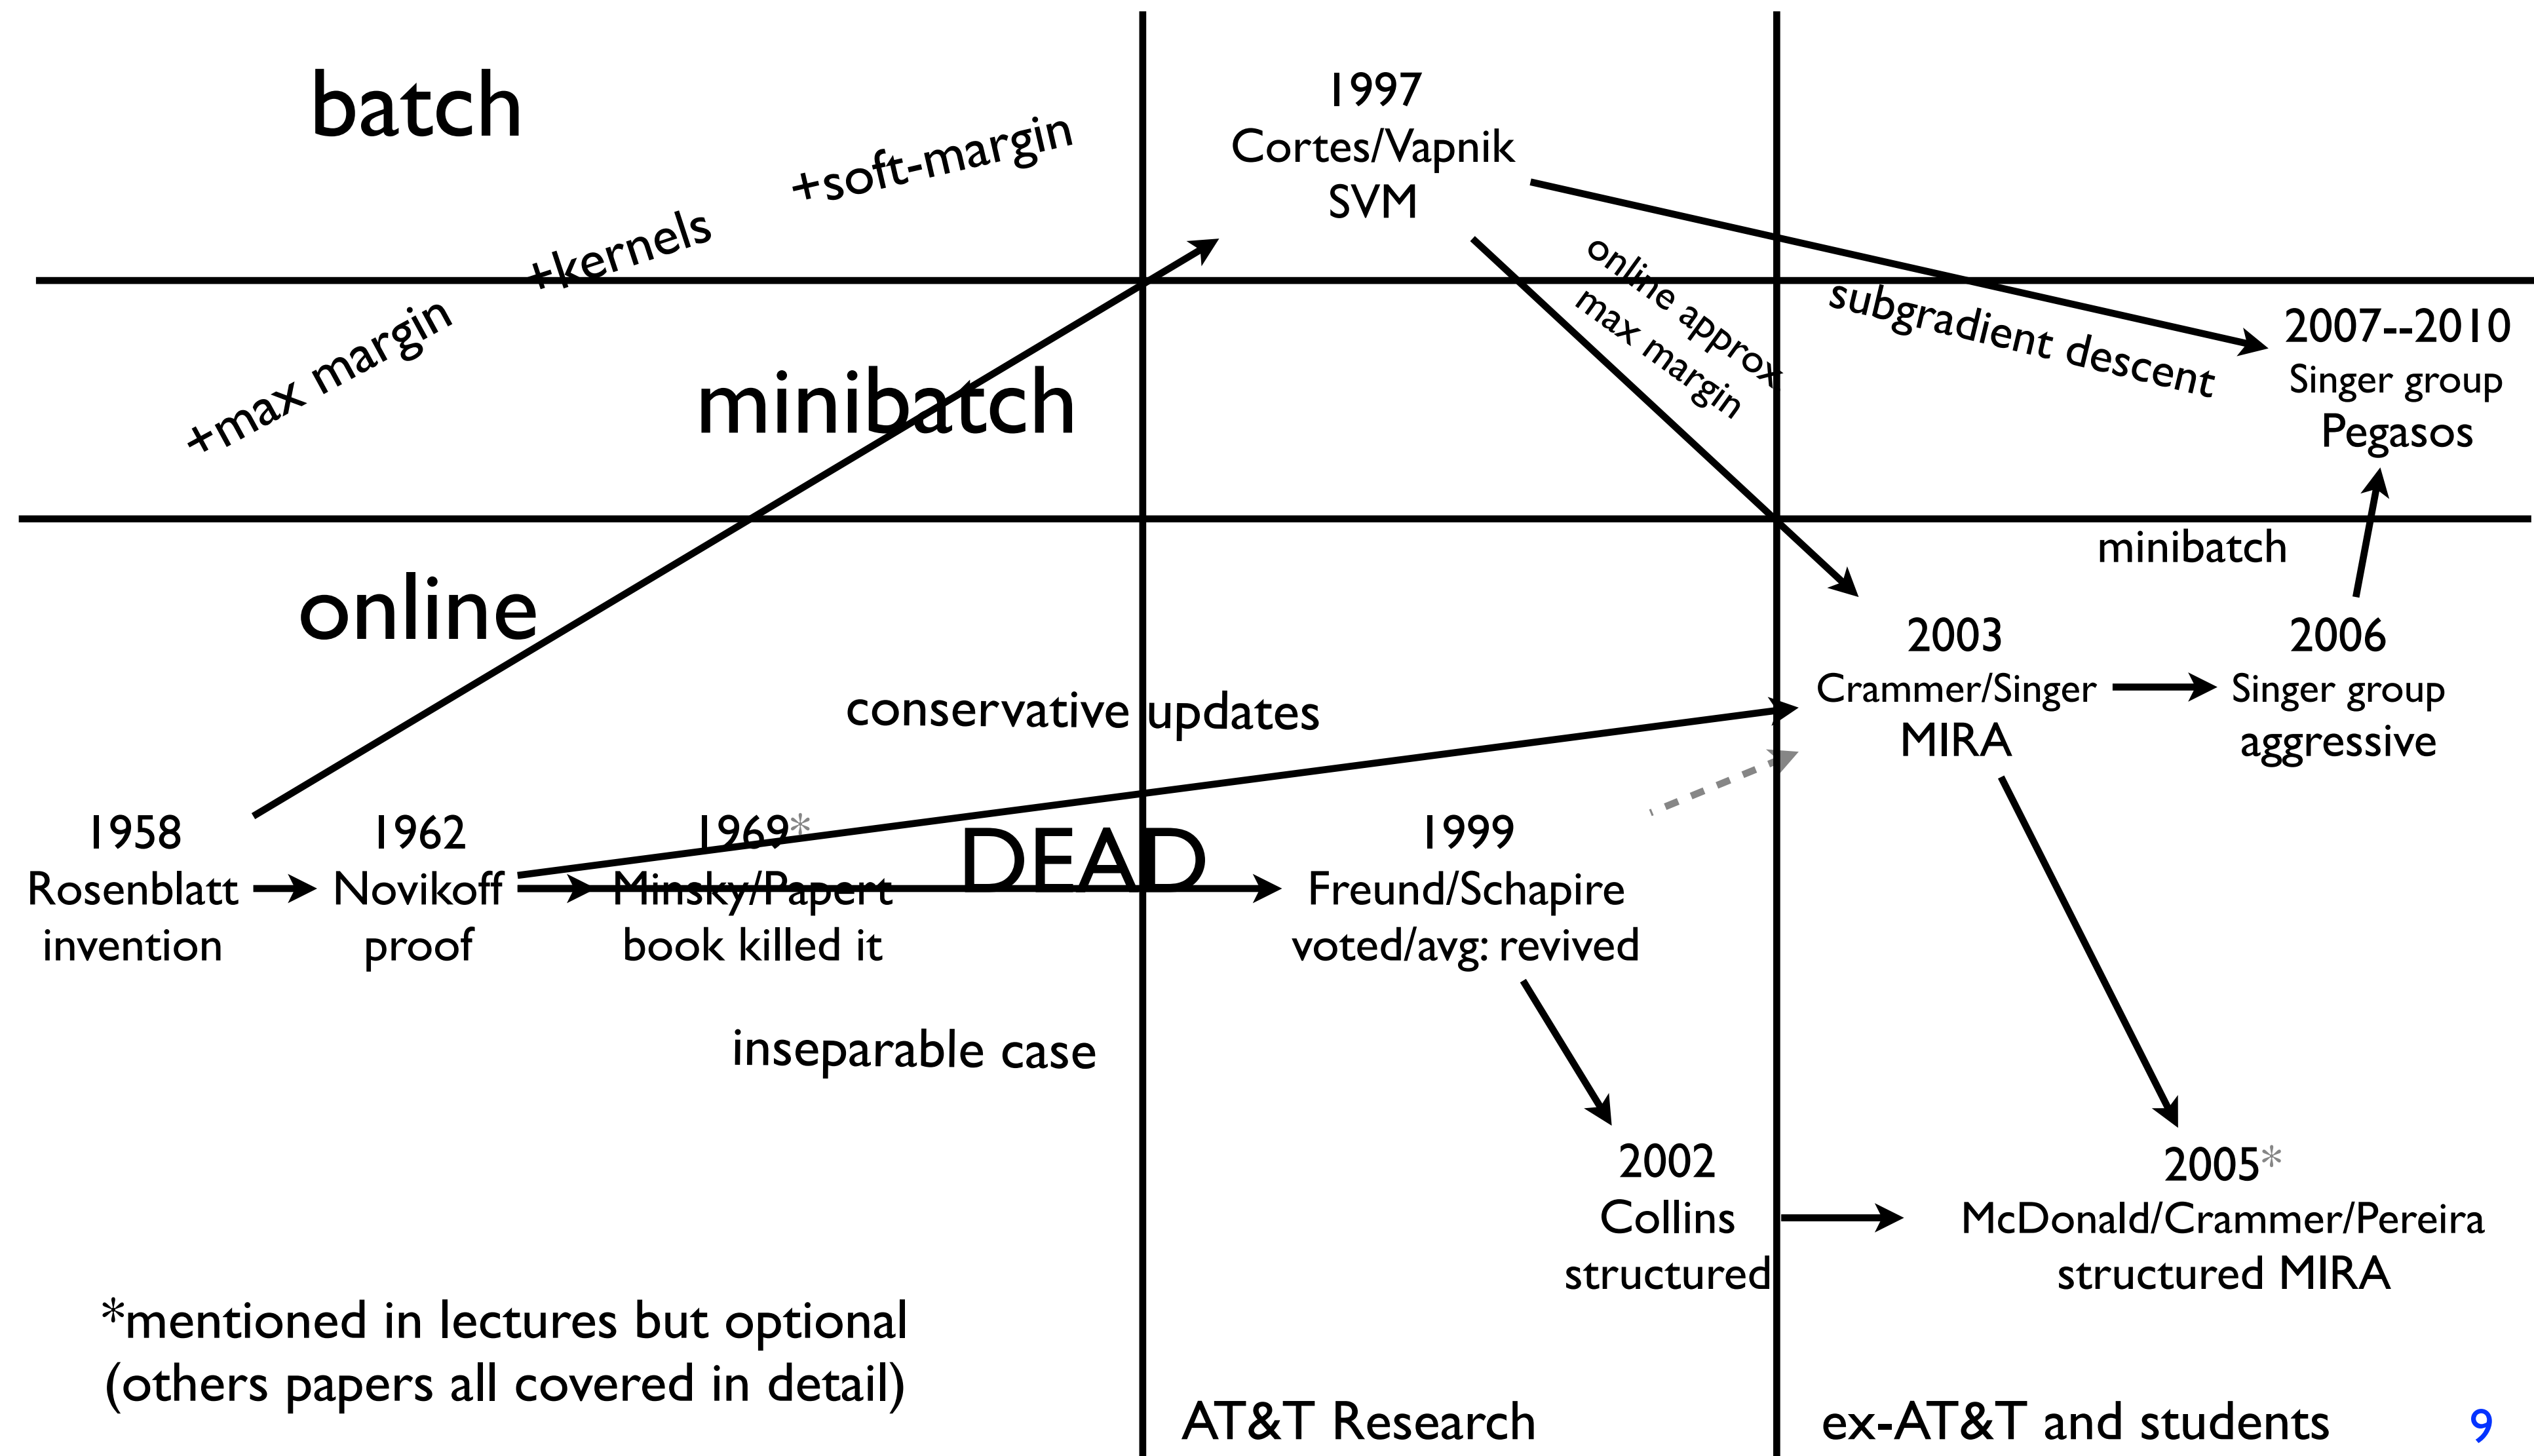 batch
+max margin
+kernels
+soft-margin
1997
Cortes/Vapnik
SVM
online approx
max margin
subgradient descent
2007--2010
Singer group
Pegasos
minibatch
minibatch
online
conservative updates
2003
Crammer/Singer
MIRA
2006
Singer group
aggressive
1958
Rosenblatt
invention
1962
Novikoff
proof
1969*
Minsky/Papert
book killed it
DEAD
1999
Freund/Schapire
voted/avg: revived
inseparable case
2002
Collins
structured
2005*
McDonald/Crammer/Pereira
structured MIRA
*mentioned in lectures but optional
(others papers all covered in detail)
AT&T Research
ex-AT&T and students
9